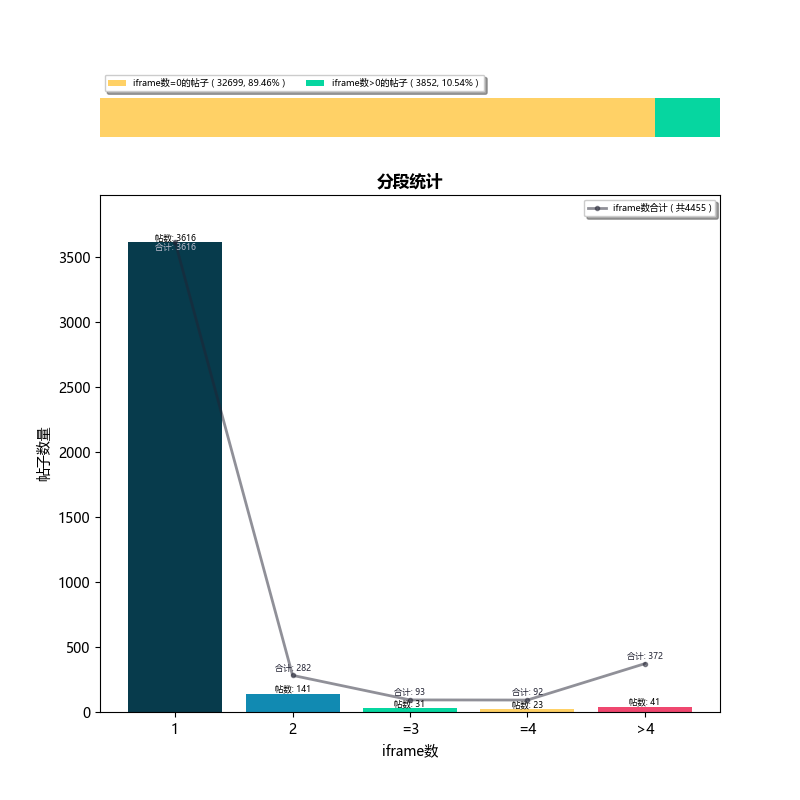 iframe数=0的帖子 ( 32699, 89.46% )
iframe数>0的帖子 ( 3852, 10.54% )
分段统计
iframe数合计 ( 共4455 )
帖数: 3616
合计: 3616
合计: 282
帖数: 141
合计: 93
帖数: 31
合计: 92
帖数: 23
合计: 372
帖数: 41
3500
3000
2500
2000
1500
1000
500
0
帖子数量
1
2
=3
=4
>4
iframe数